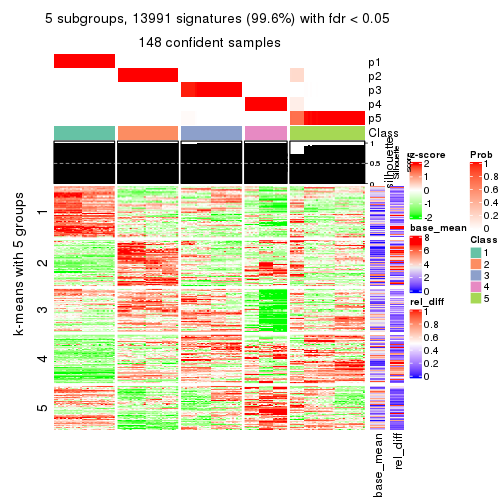 5 subgroups, 13991 signatures (99.6%) with fdr < 0.05
148 confident samples
p1
p2
p3
p4
p5
Class
1
0.5
0
silhouette
Silhouette
score
k-means with 5 groups
1
2
3
4
5
base_mean
rel_diff
z-score
2
1
0
-1
-2
base_mean
8
6
4
2
0
rel_diff
1
0.8
0.6
0.4
0.2
0
Prob
1
0.8
0.6
0.4
0.2
0
Class
1
2
3
4
5